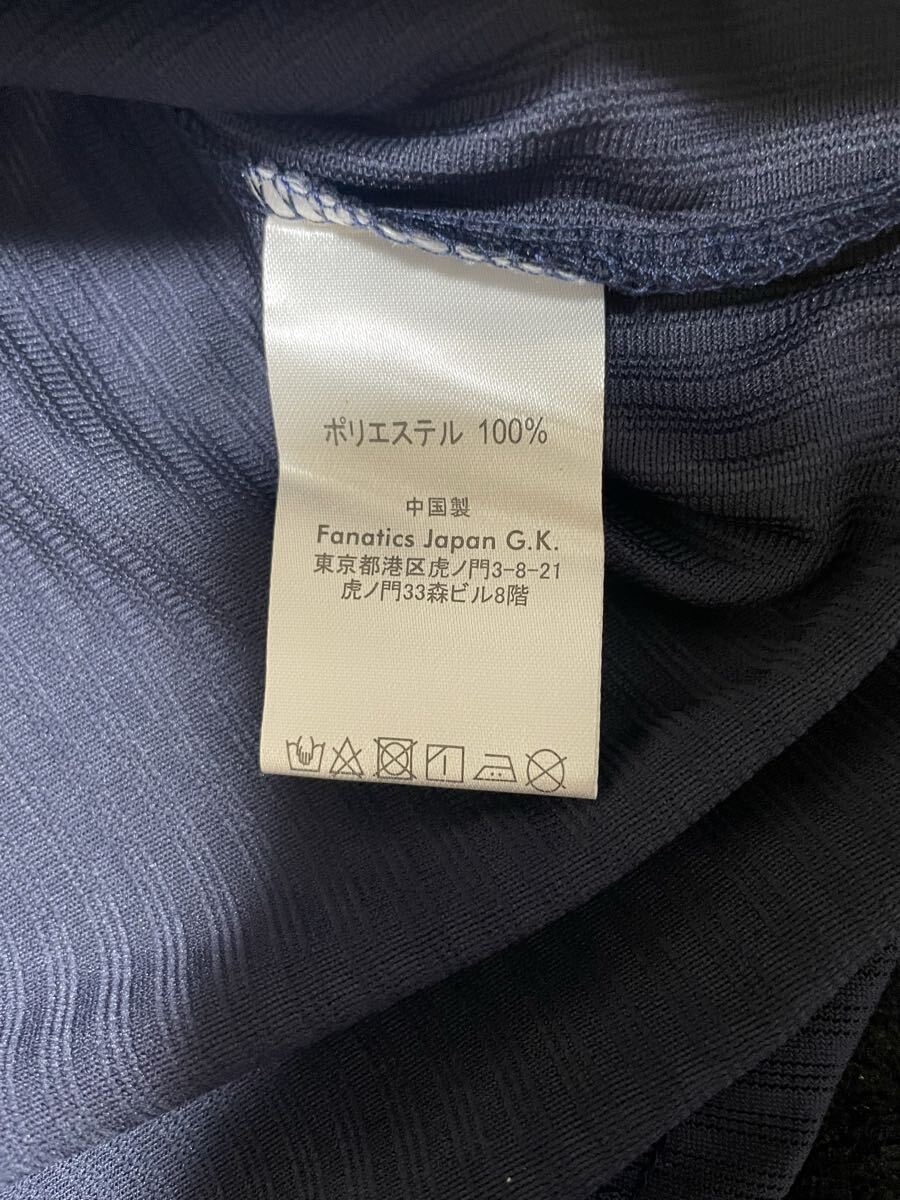 ポリエステル 100%
中国製
Fanatics Japan G.K.
東京都港区虎ノ門3-8-21
虎ノ門33森ビル8階